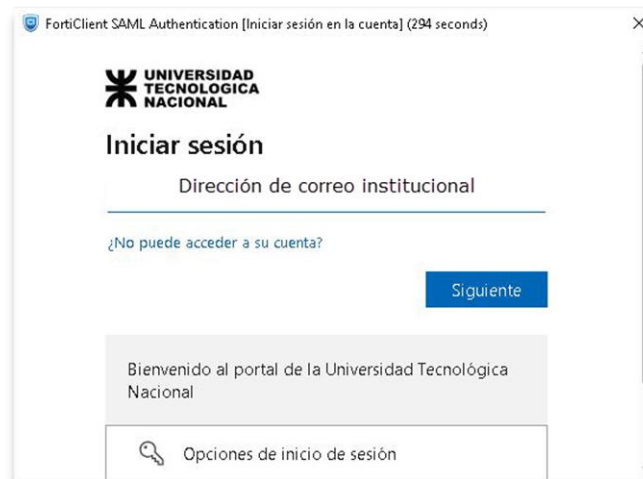 FortiClient SAML Authentication [Iniciar sesión en la cuenta] (294 seconds)
UNIVERSIDAD
TECNOLOGICA
NACIONAL
Iniciar sesión
Dirección de correo institucional
¿No puede acceder a su cuenta?
Siguiente
Bienvenido al portal de la Universidad Tecnológica
Nacional
Opciones de inicio de sesión